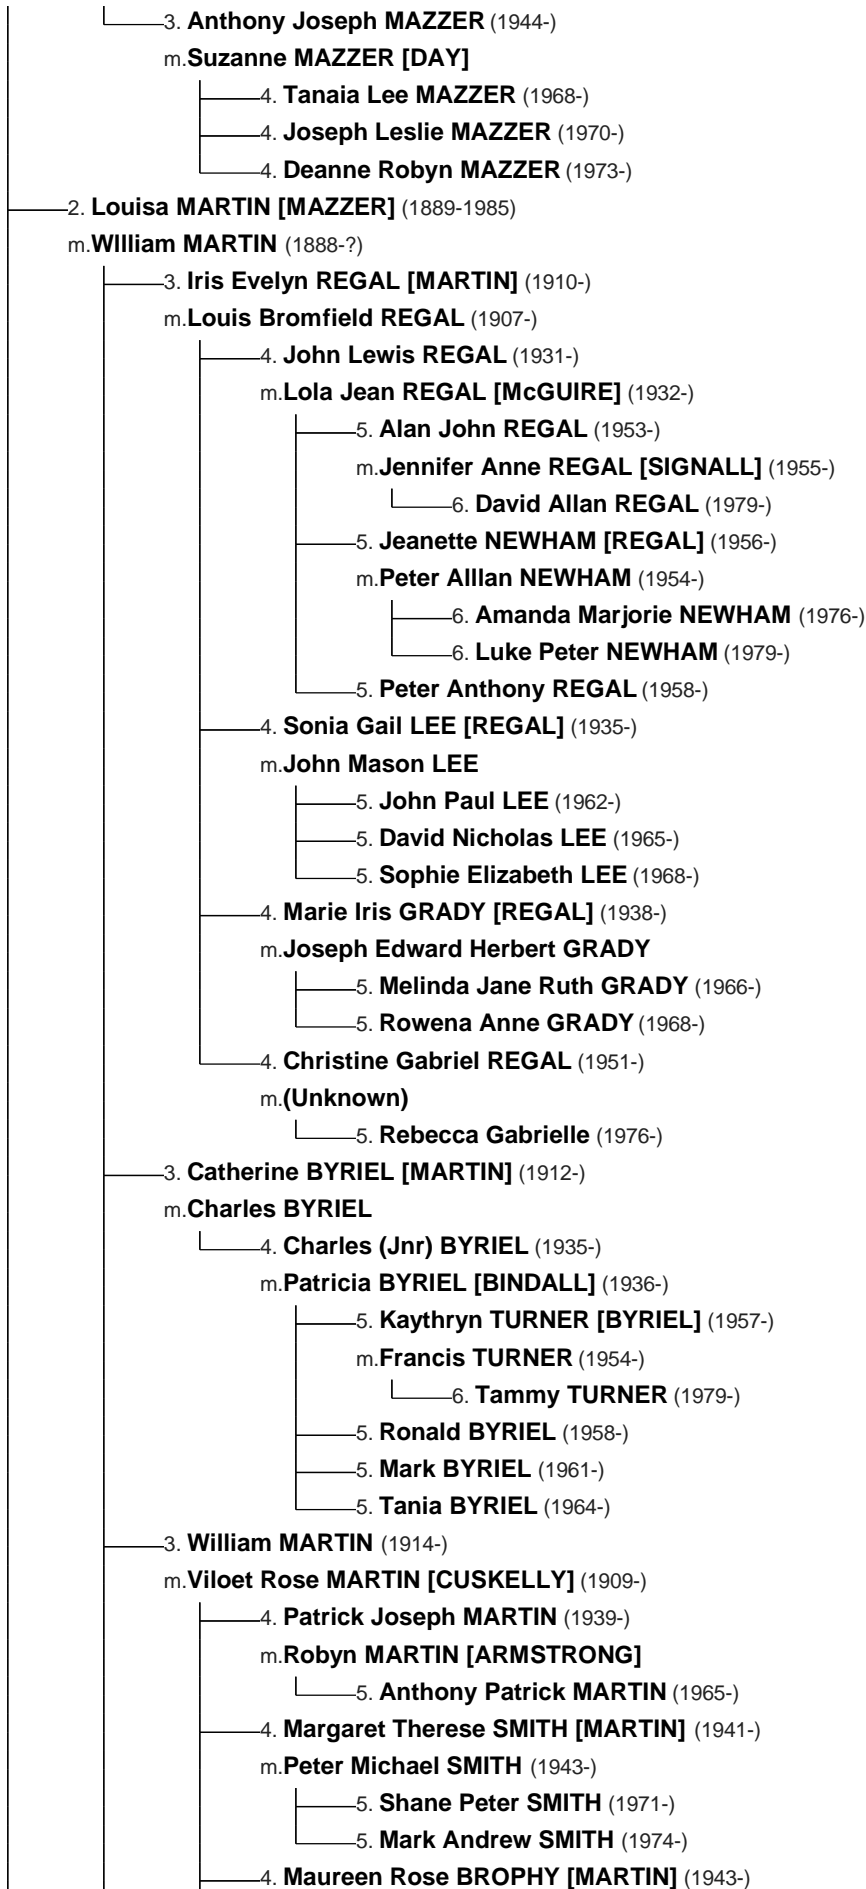 3. Anthony Joseph MAZZER (1944-)
m.Suzanne MAZZER [DAY]
4. Tanaia Lee MAZZER (1968-)
4. Joseph Leslie MAZZER (1970-)
4. Deanne Robyn MAZZER (1973-)
2. Louisa MARTIN [MAZZER] (1889-1985)
m.WIlliam MARTIN (1888-?)
3. Iris Evelyn REGAL [MARTIN] (1910-)
m.Louis Bromfield REGAL (1907-)
4. John Lewis REGAL (1931-)
m.Lola Jean REGAL [McGUIRE] (1932-)
5. Alan John REGAL (1953-)
m.Jennifer Anne REGAL [SIGNALL] (1955-)
6. David Allan REGAL (1979-)
5. Jeanette NEWHAM [REGAL] (1956-)
m.Peter Alllan NEWHAM (1954-)
6. Amanda Marjorie NEWHAM (1976-)
6. Luke Peter NEWHAM (1979-)
5. Peter Anthony REGAL (1958-)
4. Sonia Gail LEE [REGAL] (1935-)
m.John Mason LEE
5. John Paul LEE (1962-)
5. David Nicholas LEE (1965-)
5. Sophie Elizabeth LEE (1968-)
4. Marie Iris GRADY [REGAL] (1938-)
m.Joseph Edward Herbert GRADY
5. Melinda Jane Ruth GRADY (1966-)
5. Rowena Anne GRADY (1968-)
4. Christine Gabriel REGAL (1951-)
m.(Unknown)
5. Rebecca Gabrielle (1976-)
3. Catherine BYRIEL [MARTIN] (1912-)
m.Charles BYRIEL
4. Charles (Jnr) BYRIEL (1935-)
m.Patricia BYRIEL [BINDALL] (1936-)
5. Kaythryn TURNER [BYRIEL] (1957-)
m.Francis TURNER (1954-)
6. Tammy TURNER (1979-)
5. Ronald BYRIEL (1958-)
5. Mark BYRIEL (1961-)
5. Tania BYRIEL (1964-)
3. William MARTIN (1914-)
m.Viloet Rose MARTIN [CUSKELLY] (1909-)
4. Patrick Joseph MARTIN (1939-)
m.Robyn MARTIN [ARMSTRONG]
5. Anthony Patrick MARTIN (1965-)
4. Margaret Therese SMITH [MARTIN] (1941-)
m.Peter Michael SMITH (1943-)
5. Shane Peter SMITH (1971-)
5. Mark Andrew SMITH (1974-)
4. Maureen Rose BROPHY [MARTIN] (1943-)